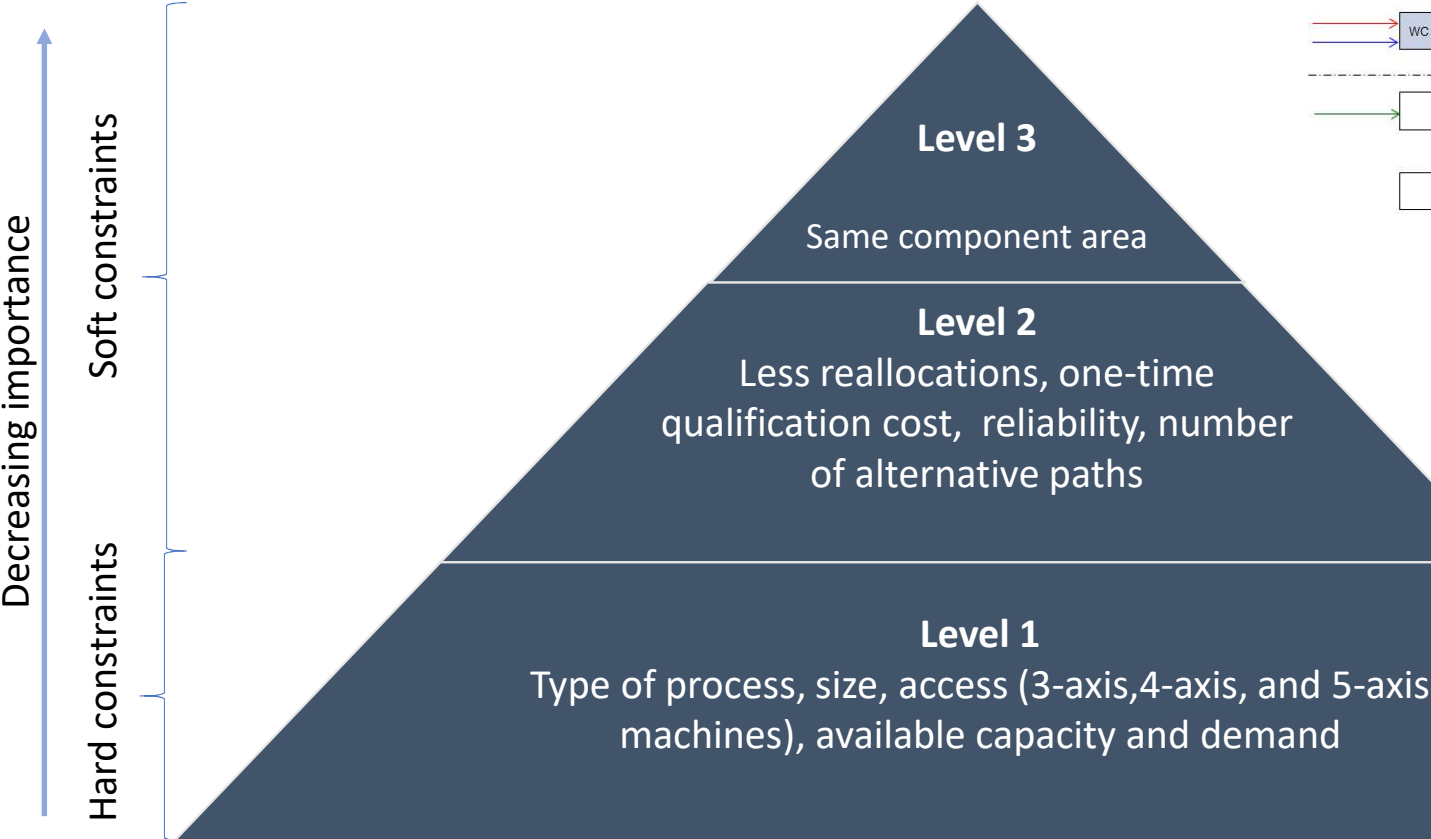 Decreasing importance
Soft constraints
Hard constraints
Level 3
Same component area
Level 2
Less reallocations, one-time
qualification cost,  reliability, number
of alternative paths
Level 1
Type of process, size, access (3-axis,4-axis, and 5-axis
machines), available capacity and demand
WC